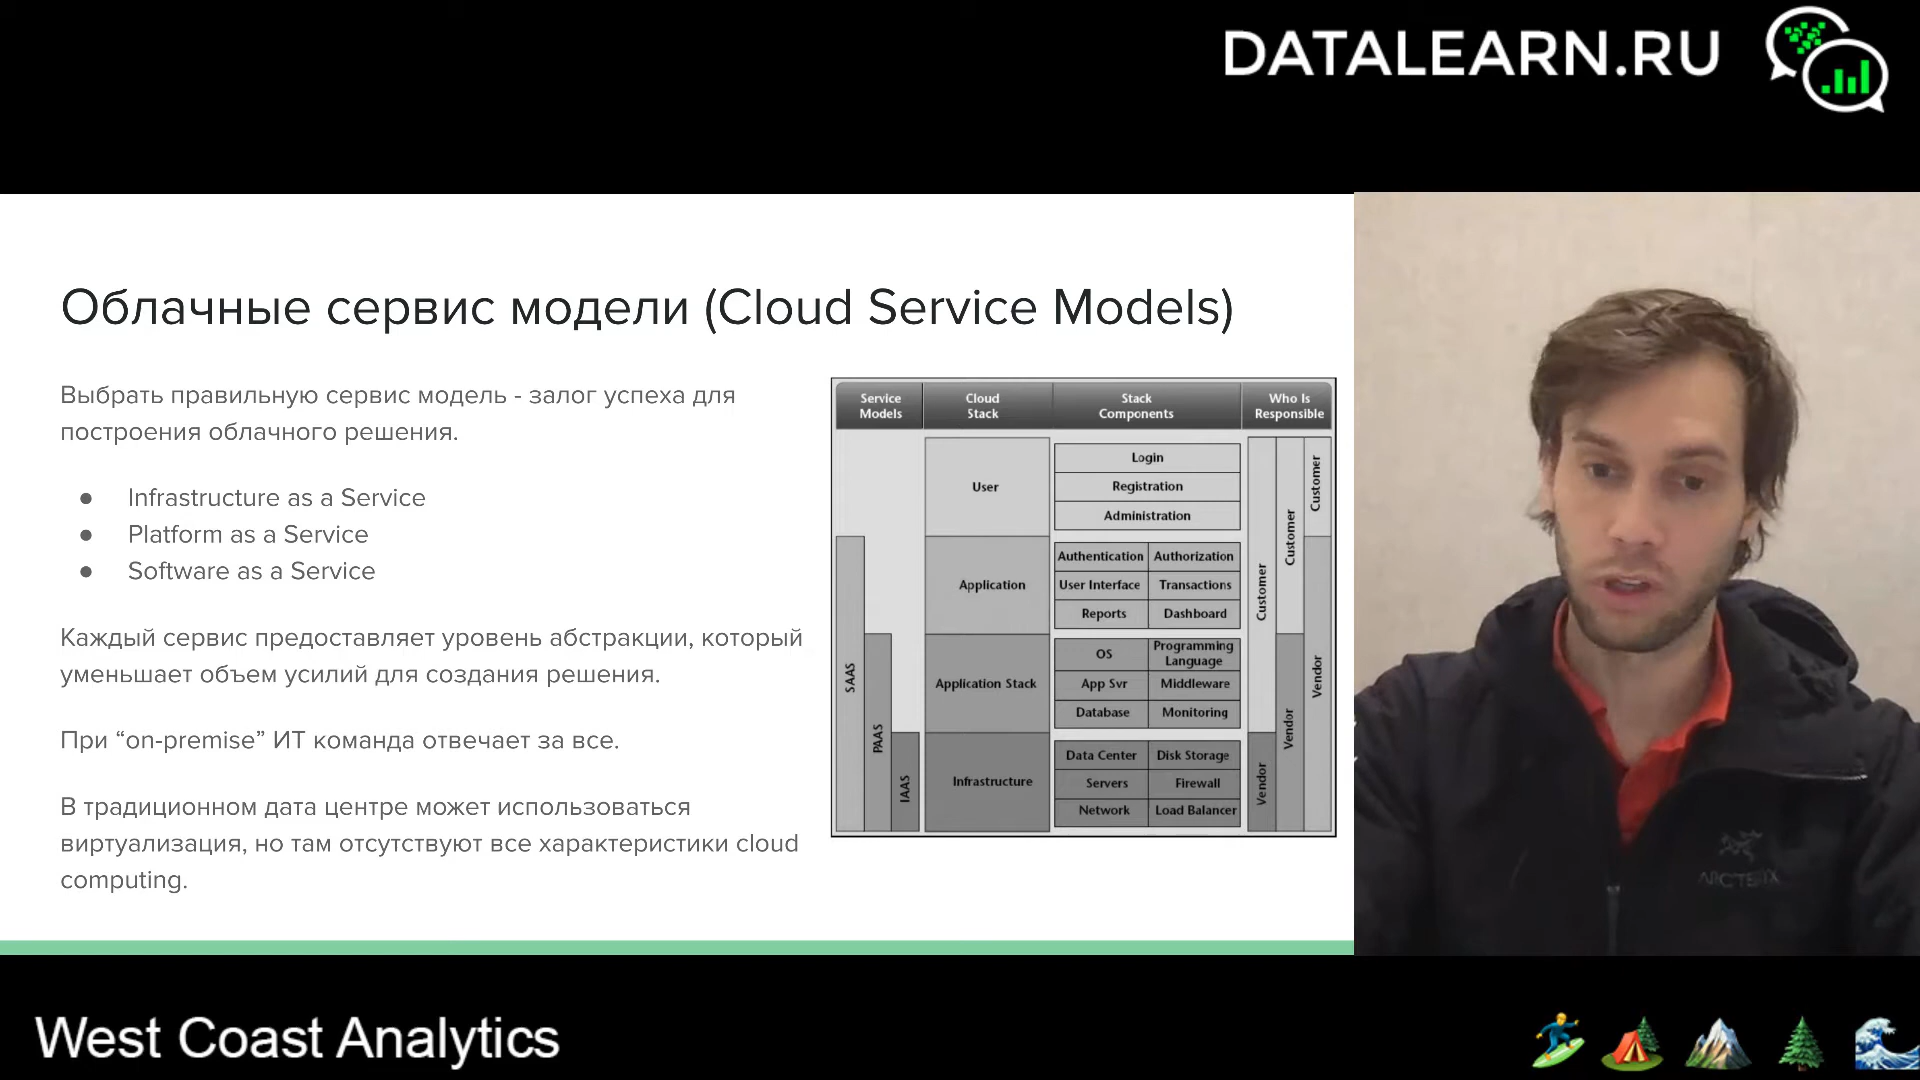 DATALEARN.RU
Облачные сервис модели (Cloud Service Models)
Выбрать правильную сервис модель - залог успеха для
построения облачного решения.
● Infrastructure as a Service
● Platform as a Service
● Software as a Service
Каждый сервис предоставляет уровень абстракции, который
уменьшает объем усилий для создания решения.
При “on-premise” ИТ команда отвечает за все.
В традиционном дата центре может использоваться
виртуализация, но там отсутствуют все характеристики cloud
computing.
Service Models
Cloud Stack
Stack Components
Who Is Responsible
User
Login
Registration
Administration
Application
Authentication Authorization
User Interface Transactions
Reports Dashboard
Application Stack
OS Programming Language
App Svr Middleware
Database Monitoring
Infrastructure
Data Center Disk Storage
Servers Firewall
Network Load Balancer
SAAS
PAAS
IAAS
Customer
Vendor
Customer
Vendor
Customer
Vendor
ARC'TERYX
West Coast Analytics